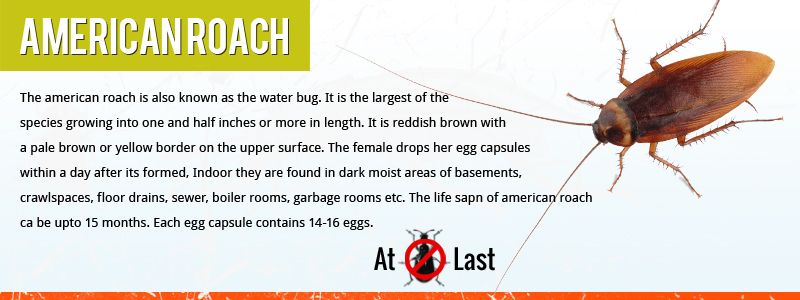 AMERICAN ROACH
The american roach is also known as the water bug. It is the largest of the
species growing into one and half inches or more in length. It is reddish brown with
a pale brown or yellow border on the upper surface. The female drops her egg capsules
within a day after its formed, Indoor they are found in dark moist areas of basements,
crawlspaces, floor drains, sewer, boiler rooms, garbage rooms etc. The life sapn of american roach
ca be upto 15 months. Each egg capsule contains 14-16 eggs.
At Last